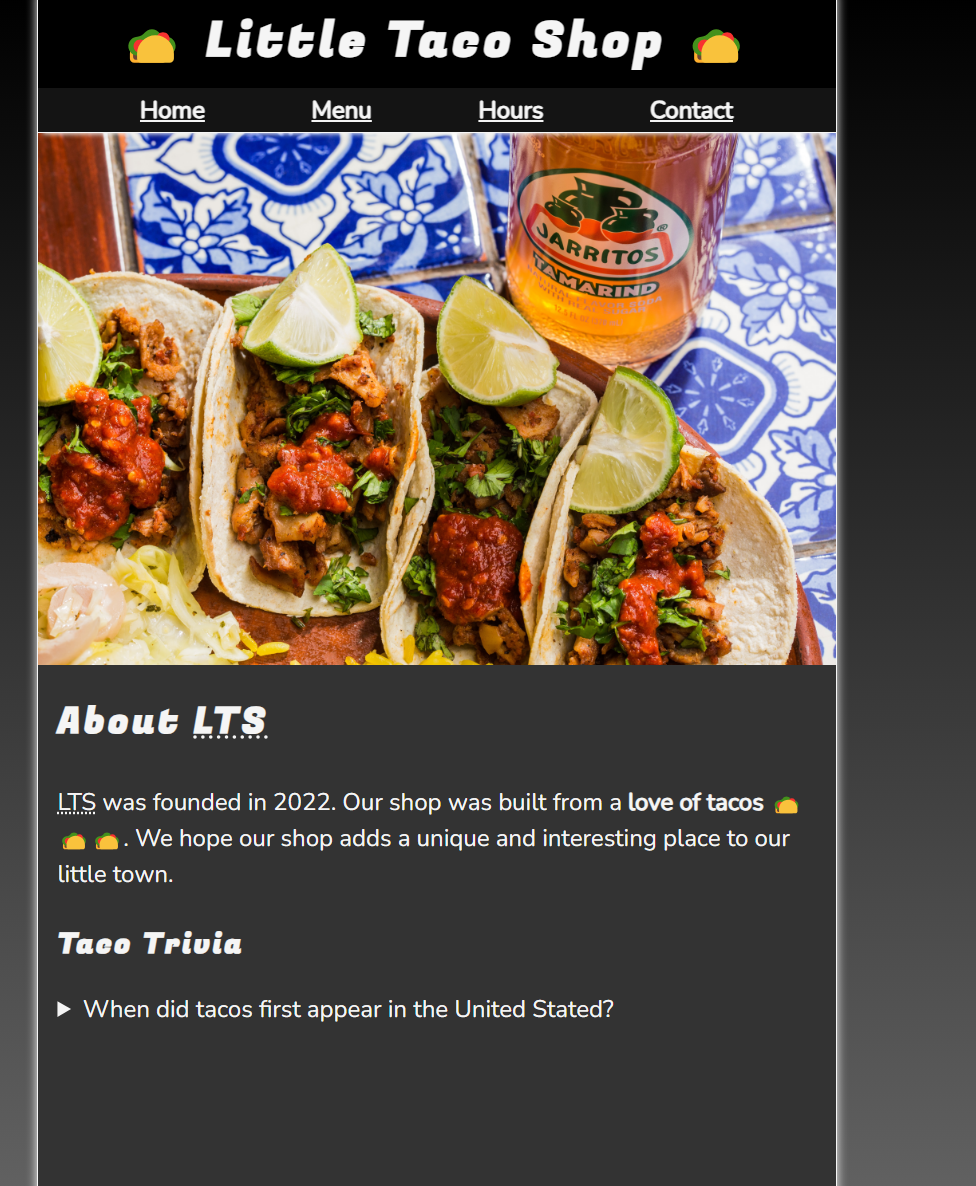 🌮 Little Taco Shop 🌮
Home Menu Hours Contact
JARRITOS
TAMARIND
About LTS
LTS was founded in 2022. Our shop was built from a love of tacos 🌮
🌮 🌮. We hope our shop adds a unique and interesting place to our
little town.
Taco Trivia
▶ When did tacos first appear in the United Stated?